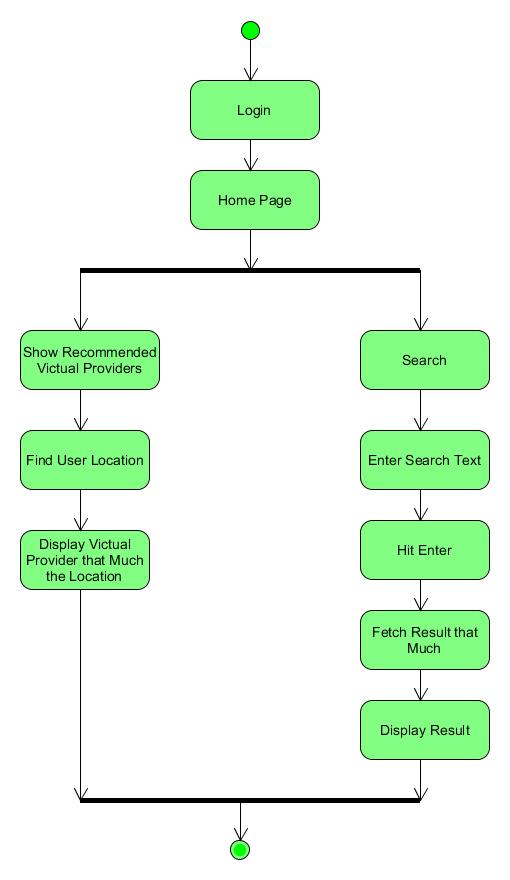 Login
Home Page
Show Recommended
Victual Providers
Find User Location
Display Victual
Provider that Much
the Location
Search
Enter Search Text
Hit Enter
Fetch Result that
Much
Display Result